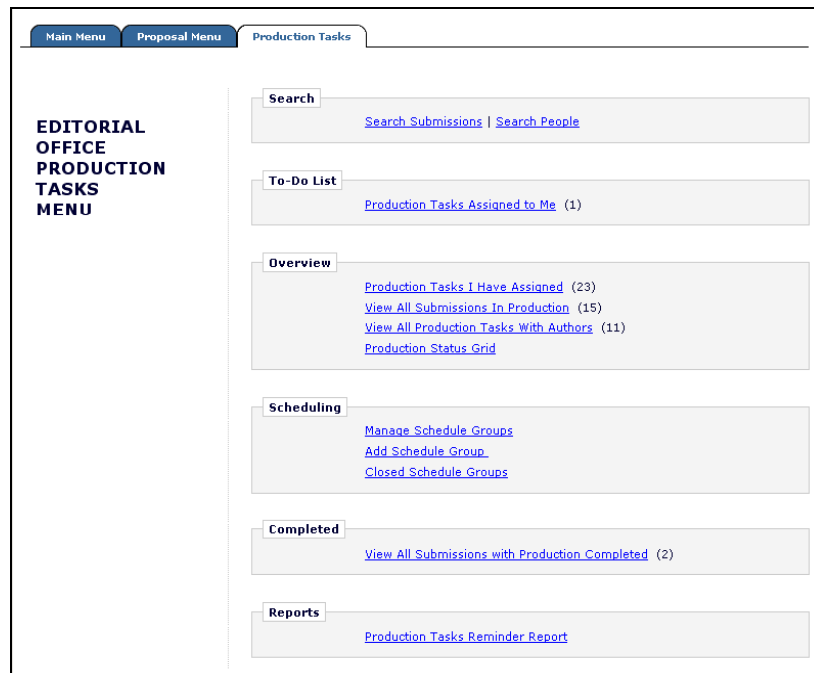 Main Menu Proposal Menu Production Tasks
EDITORIAL
OFFICE
PRODUCTION
TASKS
MENU
Search
Search Submissions | Search People
To-Do List
Production Tasks Assigned to Me (1)
Overview
Production Tasks I Have Assigned (23)
View All Submissions In Production (15)
View All Production Tasks With Authors (11)
Production Status Grid
Scheduling
Manage Schedule Groups
Add Schedule Group
Closed Schedule Groups
Completed
View All Submissions with Production Completed (2)
Reports
Production Tasks Reminder Report